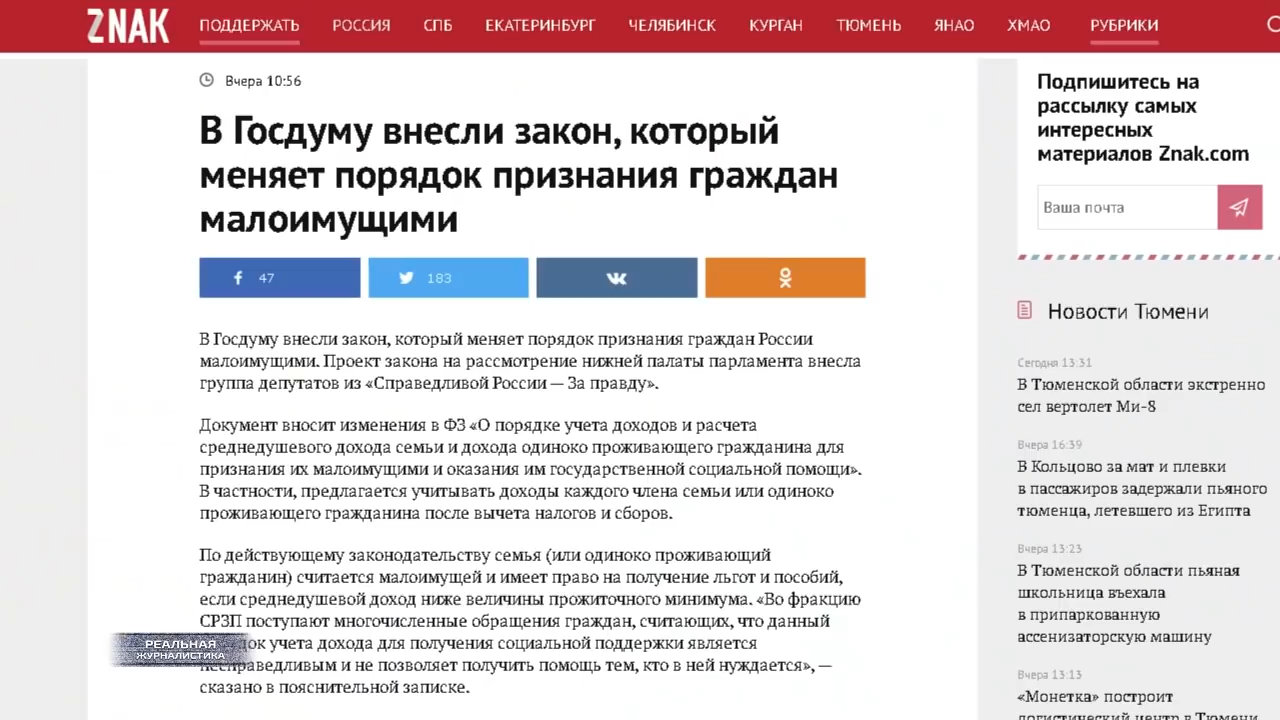 ZNAK ПОДДЕРЖАТЬ РОССИЯ СПБ ЕКАТЕРИНБУРГ ЧЕЛЯБИНСК КУРГАН ТЮМЕНЬ ЯНАО ХМАО РУБРИКИ
Вчера 10:56
В Госдуму внесли закон, который
меняет порядок признания граждан
малоимущими
47
183
В Госдуму внесли закон, который меняет порядок признания граждан России
малоимущими. Проект закона на рассмотрение нижней палаты парламента внесла
группа депутатов из «Справедливой России — За правду».
Документ вносит изменения в ФЗ «О порядке учета доходов и расчета
среднедушевого дохода семьи и дохода одиноко проживающего гражданина для
признания их малоимущими и оказания им государственной социальной помощи».
В частности, предлагается учитывать доходы каждого члена семьи или одиноко
проживающего гражданина после вычета налогов и сборов.
По действующему законодательству семья (или одиноко проживающий
гражданин) считается малоимущей и имеет право на получение льгот и пособий,
если среднедушевой доход ниже величины прожиточного минимума. «Во фракцию
СРЗП поступают многочисленные обращения граждан, считающих, что данный
учета дохода для получения социальной поддержки является
несправедливым и не позволяет получить помощь тем, кто в ней нуждается», —
сказано в пояснительной записке.
РЕАЛЬНАЯ
ЖУРНАЛИСТИКА
Подпишитесь на
рассылку самых
интересных
материалов Znak.com
Ваша почта
Новости Тюмени
Сегодня 13:31
В Тюменской области экстренно
сел вертолет Ми-8
Вчера 16:39
В Кольцово за мат и плевки
в пассажиров задержали пьяного
тюменца, летевшего из Египта
Вчера 13:23
В Тюменской области пьяная
школьница въехала
в припаркованную
ассенизаторскую машину
Вчера 13:13
«Монетка» построит
логистический центр в Тюмени